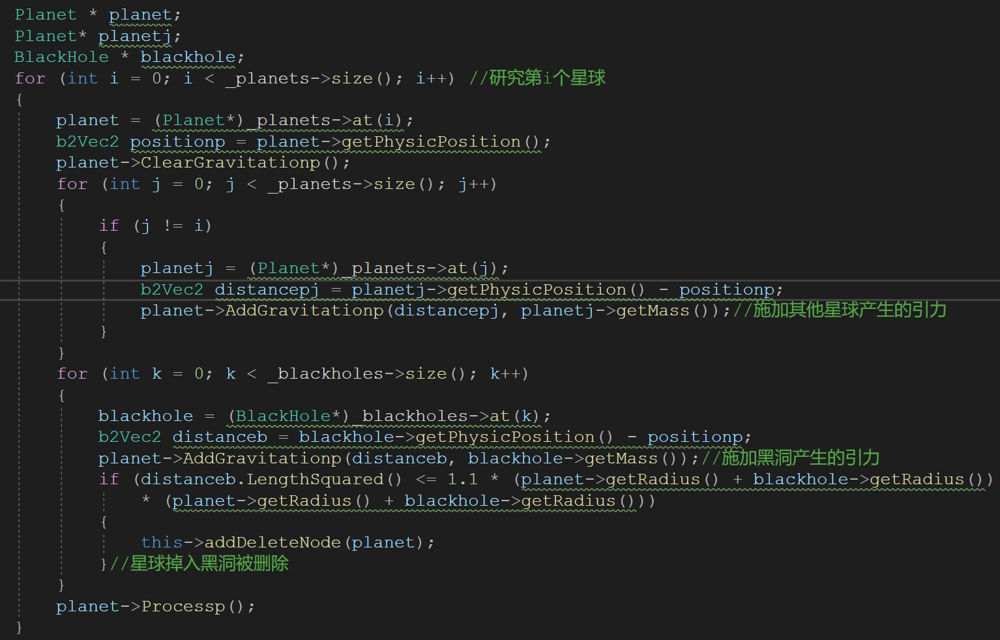 Planet * planet;
Planet* planetj;
BlackHole * blackhole;
for (int i = 0; i < _planets->size(); i++) //研究第i个星球
{
planet = (Planet*)_planets->at(i);
b2Vec2 positionp = planet->getPhysicPosition();
planet->ClearGravitationp();
for (int j = 0; j < _planets->size(); j++)
{
if (j != i)
{
planetj = (Planet*)_planets->at(j);
b2Vec2 distancepj = planetj->getPhysicPosition() - positionp;
planet->AddGravitationp(distancepj, planetj->getMass());//施加其他星球产生的引力
}
}
for (int k = 0; k < _blackholes->size(); k++)
{
blackhole = (BlackHole*)_blackholes->at(k);
b2Vec2 distanceb = blackhole->getPhysicPosition() - positionp;
planet->AddGravitationp(distanceb, blackhole->getMass());//施加黑洞产生的引力
if (distanceb.LengthSquared() <= 1.1 * (planet->getRadius() + blackhole->getRadius())
* (planet->getRadius() + blackhole->getRadius()))
{
this->addDeleteNode(planet);
}//星球掉入黑洞被删除
}
planet->Processp();
}